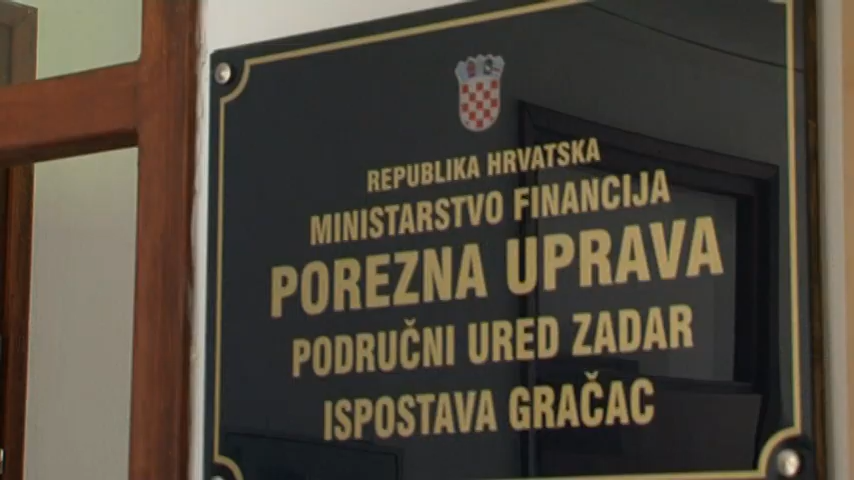 REPUBLIKA HRVATSKA
MINISTARSTVO FINANCIJA
POREZNA UPRAVA
PODRUČNI URED ZADAR
ISPOSTAVA GRAČAC